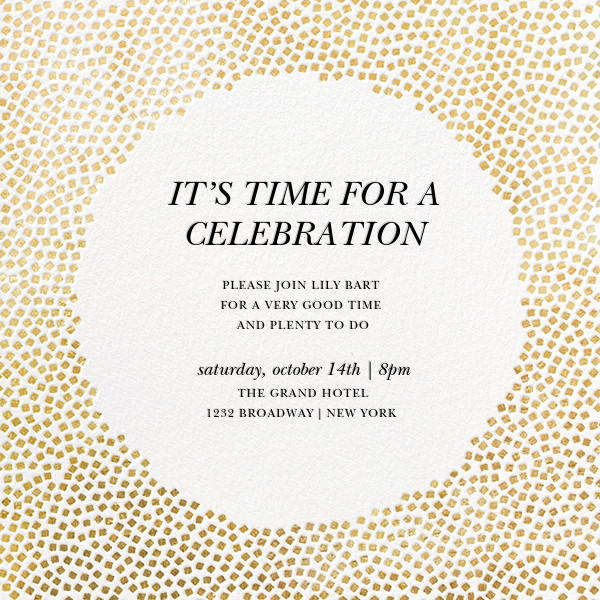 IT'S TIME FOR A
CELEBRATION
PLEASE JOIN LILY BART
FOR A VERY GOOD TIME
AND PLENTY TO DO
saturday, october 14th | 8pm
THE GRAND HOTEL
1232 BROADWAY | NEW YORK